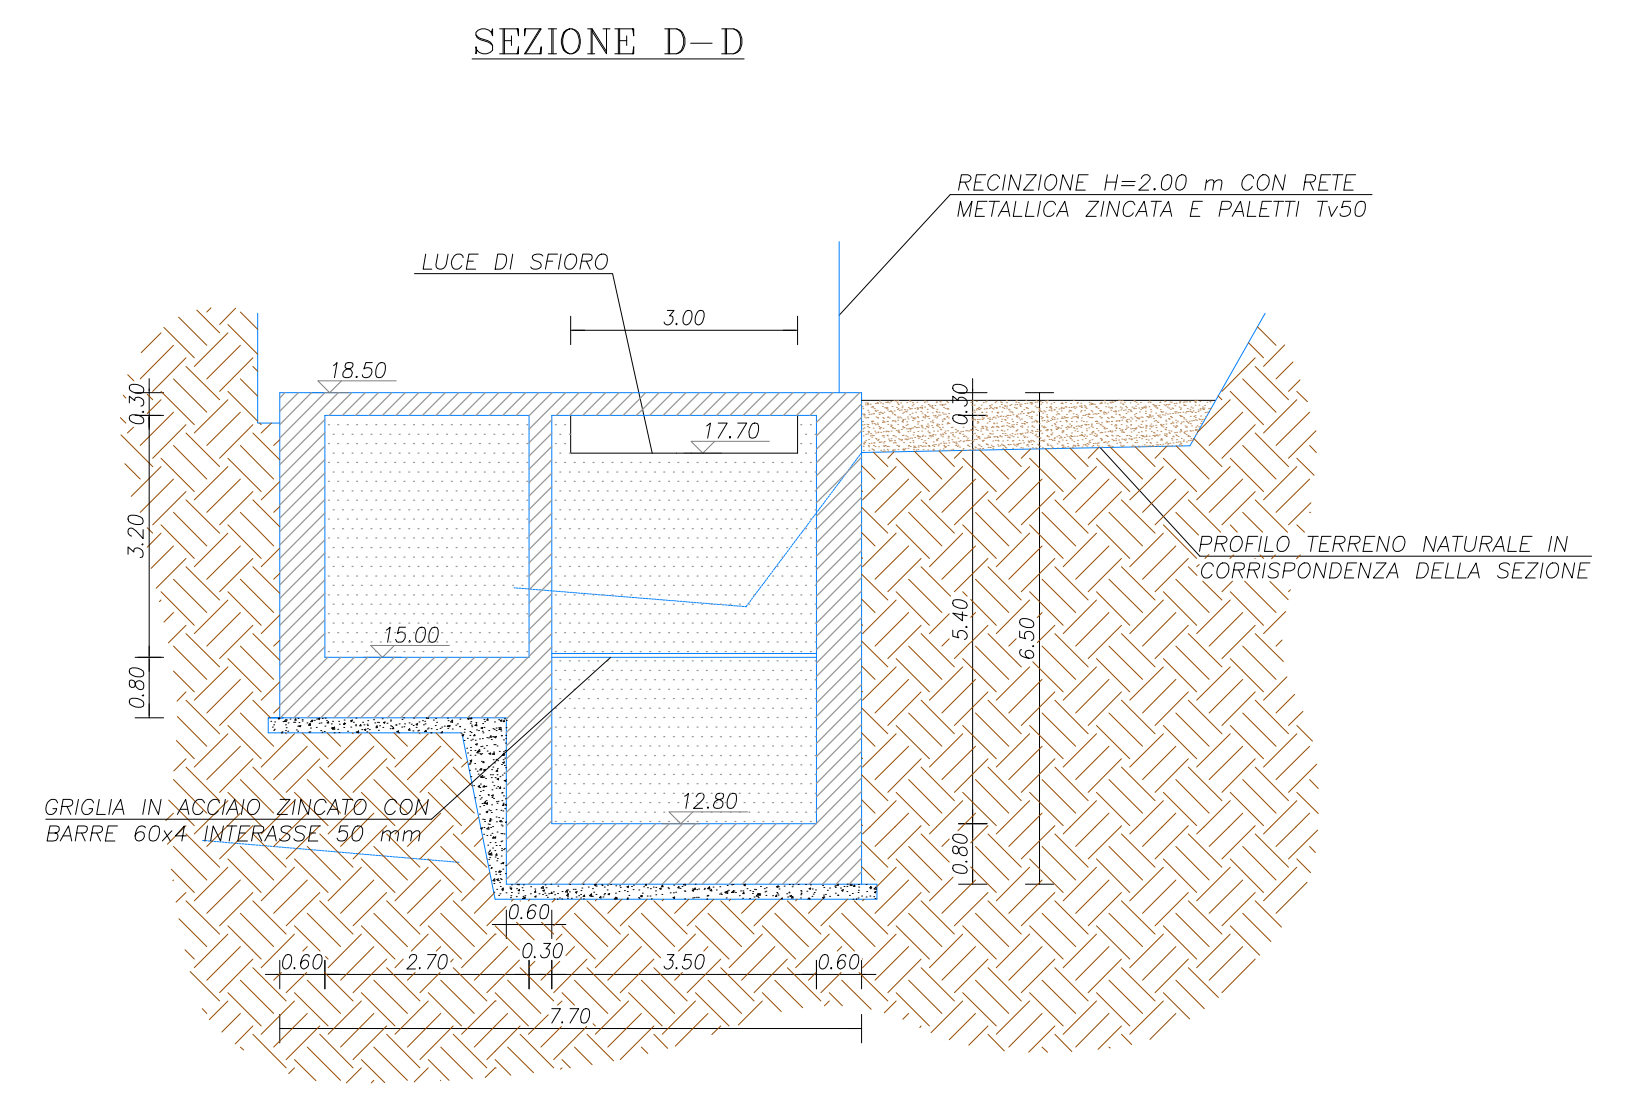 SEZIONE D-D
RECINZIONE H=2.00 m CON RETE
METALLICA ZINCATA E PALETTI Tv50
LUCE DI SFIORO
3.00
18.50
0.30
0.30
17.70
3.20
PROFILO TERRENO NATURALE IN
CORRISPONDENZA DELLA SEZIONE
5.40
6.50
15.00
0.80
GRIGLIA IN ACCIAIO ZINCATO COM
BARRE 60x4 INTERASSE 50 mm
12.80
0.80
0.60
0.30
0.60
2.70
3.50
0.60
7.70